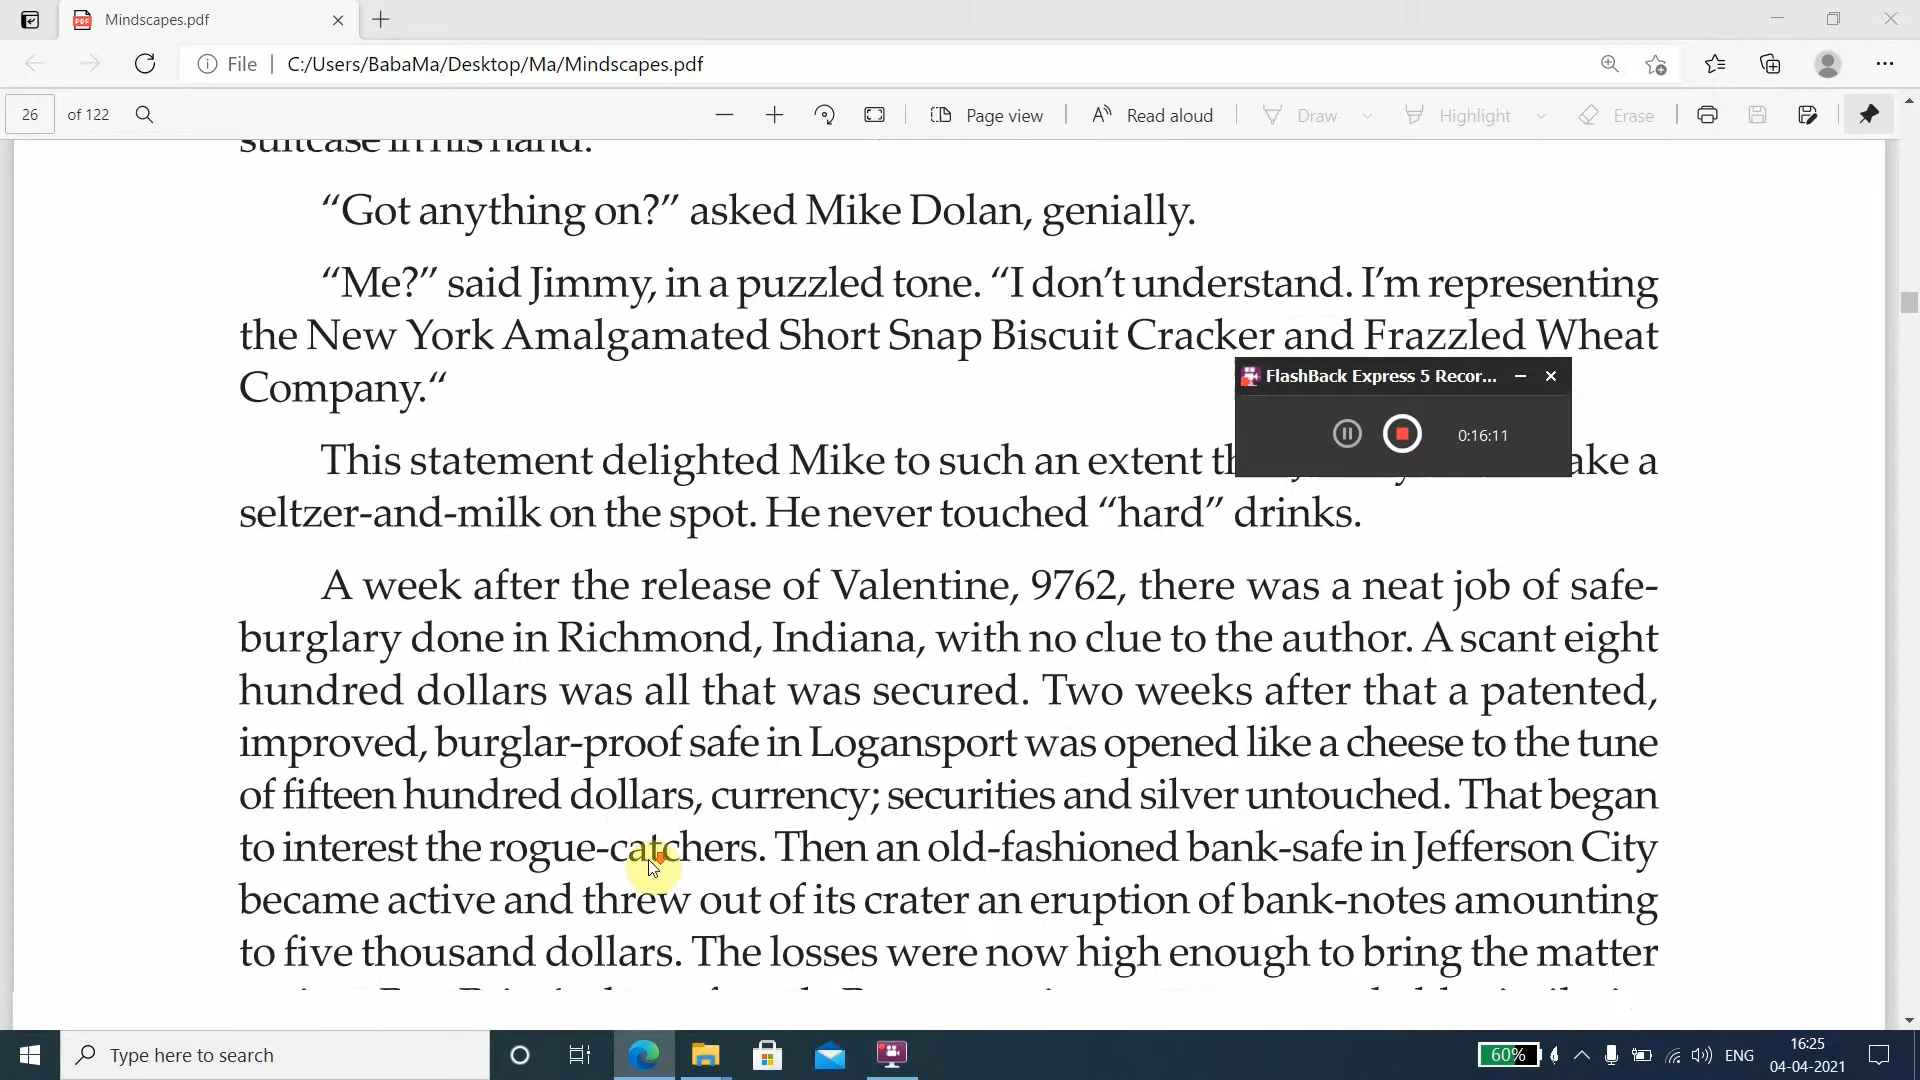 Mindscapes.pdf
File C:/Users/BabaMa/Desktop/Ma/Mindscapes.pdf
26 of 122 Page view Read aloud Draw Highlight Erase
suitcase in his hand.
“Got anything on?” asked Mike Dolan, genially.
“Me?” said Jimmy, in a puzzled tone. “I don’t understand. I’m representing
the New York Amalgamated Short Snap Biscuit Cracker and Frazzled Wheat
Company.“
FlashBack Express 5 Recor...
0:16:11
This statement delighted Mike to such an extent ake a
seltzer-and-milk on the spot. He never touched “hard” drinks.
A week after the release of Valentine, 9762, there was a neat job of safe-
burglary done in Richmond, Indiana, with no clue to the author. A scant eight
hundred dollars was all that was secured. Two weeks after that a patented,
improved, burglar-proof safe in Logansport was opened like a cheese to the tune
of fifteen hundred dollars, currency; securities and silver untouched. That began
to interest the rogue-catchers. Then an old-fashioned bank-safe in Jefferson City
became active and threw out of its crater an eruption of bank-notes amounting
to five thousand dollars. The losses were now high enough to bring the matter
Type here to search
60%
ENG
16:25
04-04-2021